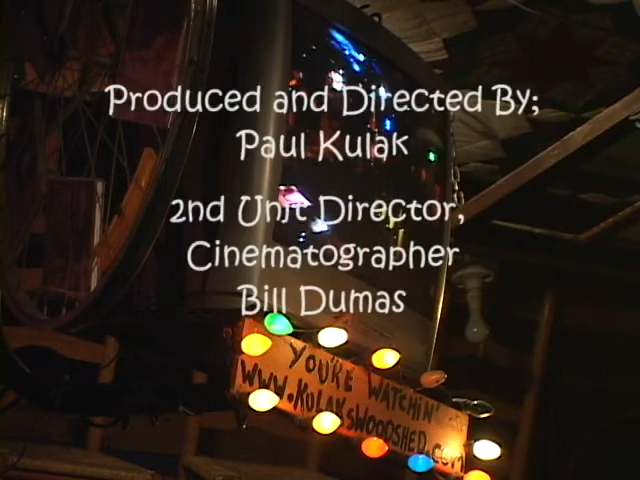 Produced and Directed By;
Paul Kulak
2nd Unit Director,
Cinematographer
Bill Dumas
YOU'RE WATCHIN'
WWW.KULAKSWOODSHED.COM